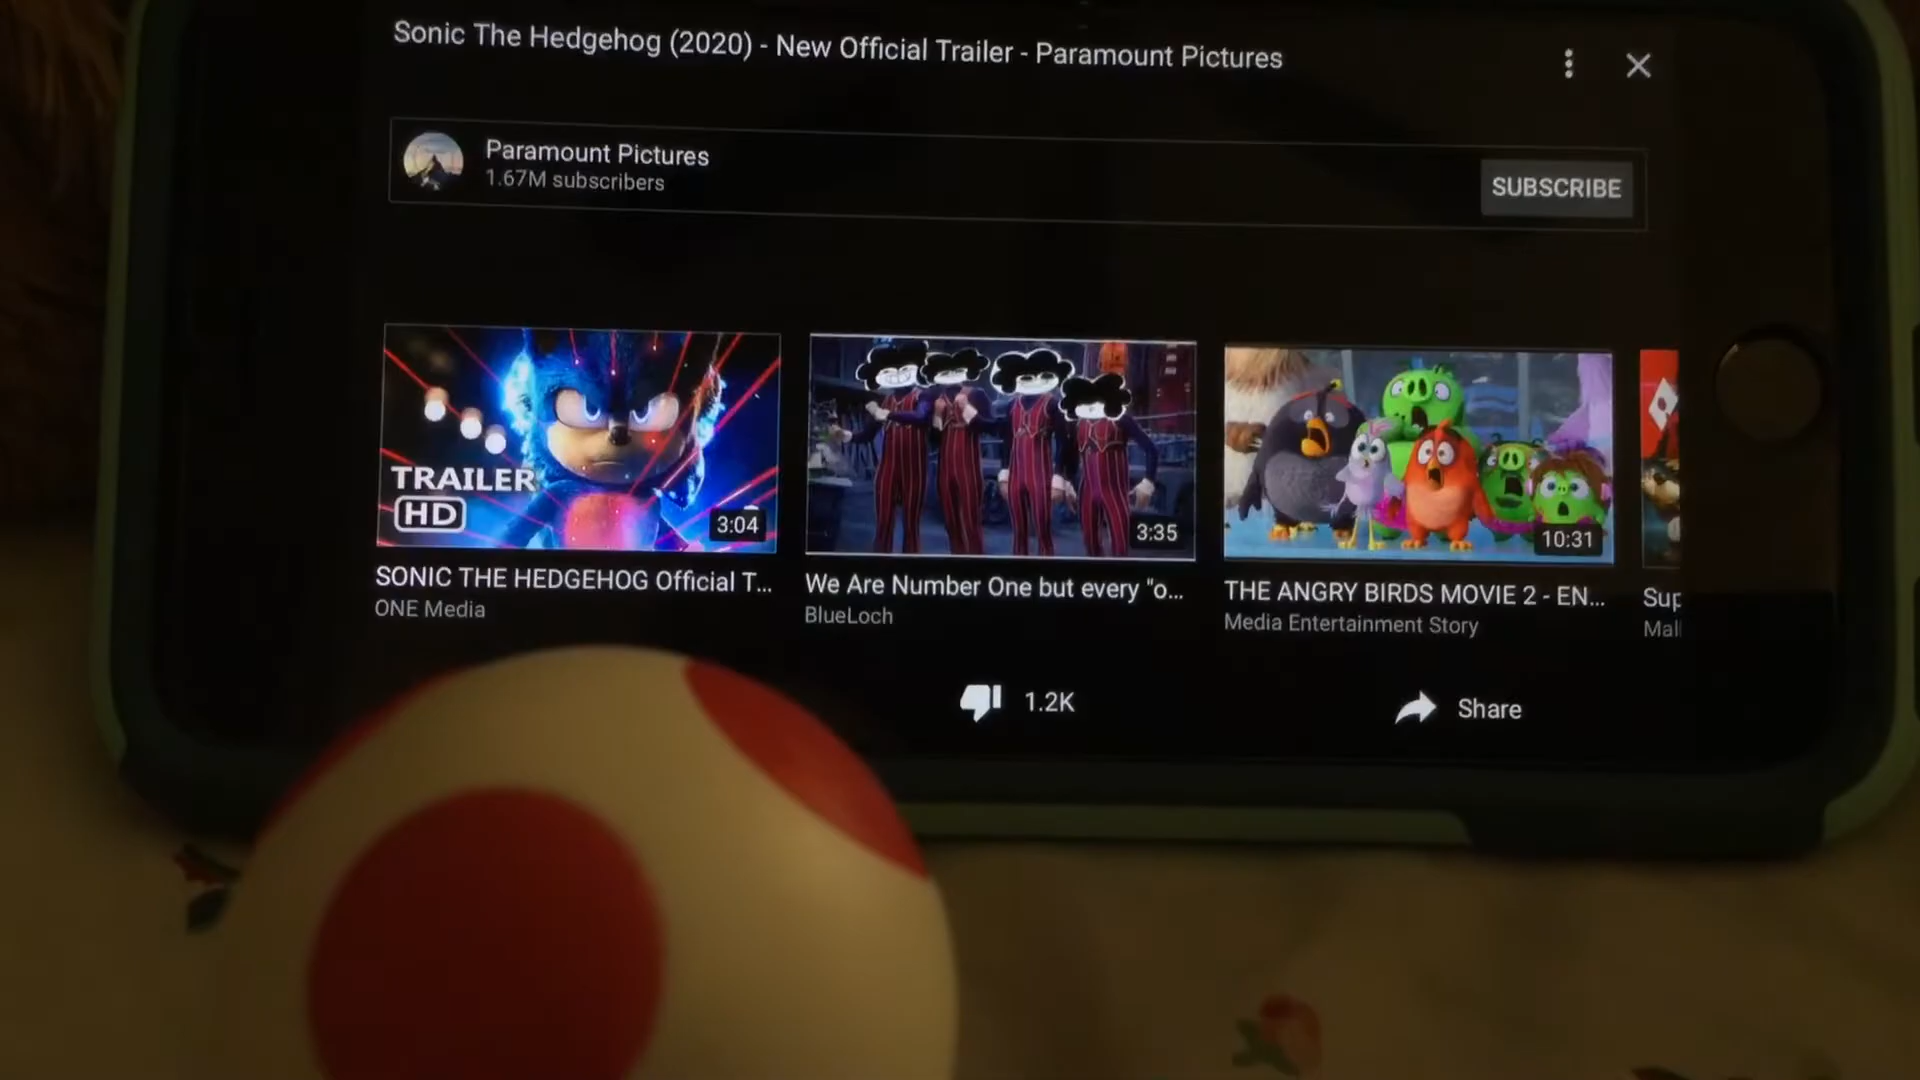 Sonic The Hedgehog (2020) - New Official Trailer - Paramount Pictures
Paramount Pictures
1.67M subscribers
SUBSCRIBE
TRAILER
HD
3:04
3:35
10:31
SONIC THE HEDGEHOG Official T...
ONE Media
We Are Number One but every "o...
BlueLoch
THE ANGRY BIRDS MOVIE 2 - EN...
Media Entertainment Story
Sup
Mal
1.2K
Share